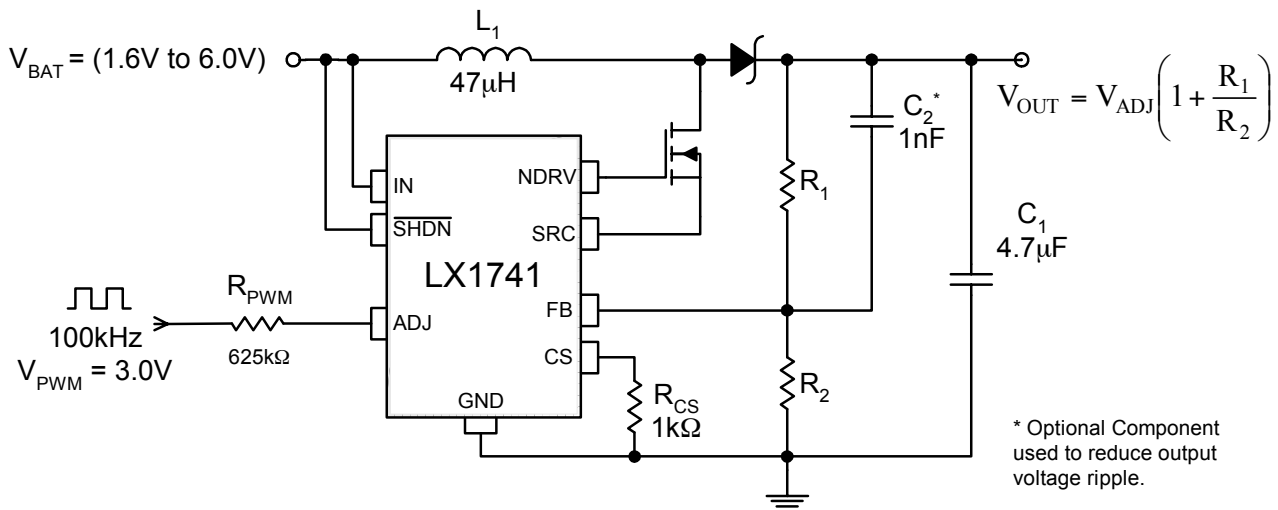 L1
VBAT = (1.6V to 6.0V)
47μH
VOUT = VADJ(1 + R1/R2)
C2*
1nF
NDRV
IN
R1
SHDN
SRC
C1
4.7μF
LX1741
RPWM
FB
ADJ
100kHz
625kΩ
CS
VPWM = 3.0V
R2
GND
RCS
1kΩ
* Optional Component
used to reduce output
voltage ripple.